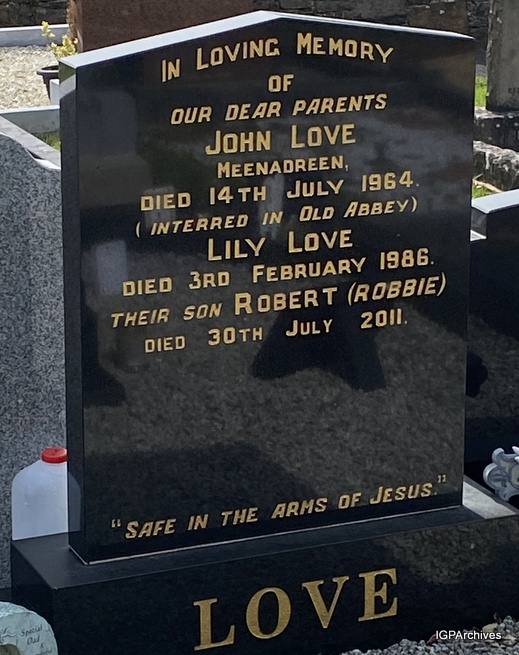 IN LOVING MEMORY
OF
OUR DEAR PARENTS
JOHN LOVE
MEENADREEN,
DIED 14TH JULY 1964.
(INTERRED IN OLD ABBEY)
LILY LOVE
DIED 3RD FEBRUARY 1986.
THEIR SON ROBERT (ROBBIE)
DIED 30TH JULY 2011.
"SAFE IN THE ARMS OF JESUS."
LOVE
Special
Dad
IGPArchives